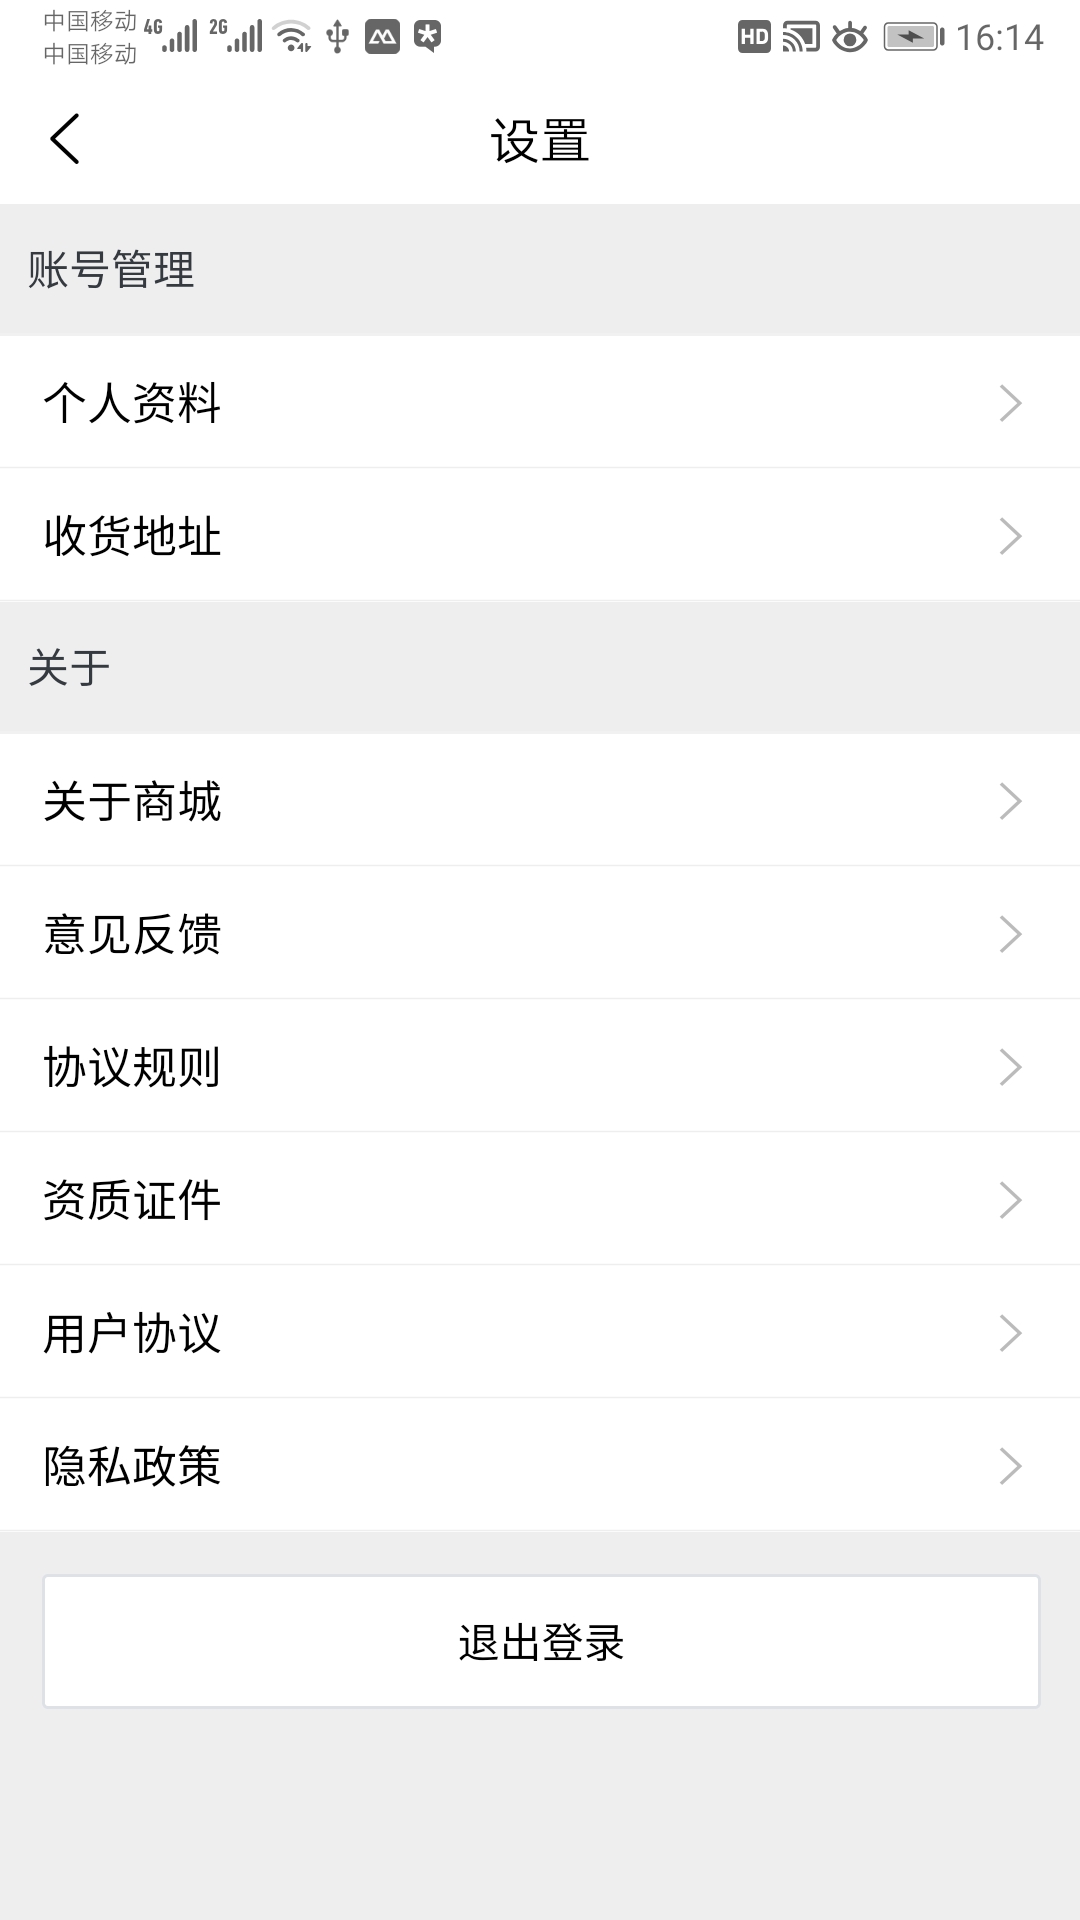 中国移动 4G 2G HD 16:14
中国移动
设置
账号管理
个人资料
收货地址
关于
关于商城
意见反馈
协议规则
资质证件
用户协议
隐私政策
退出登录